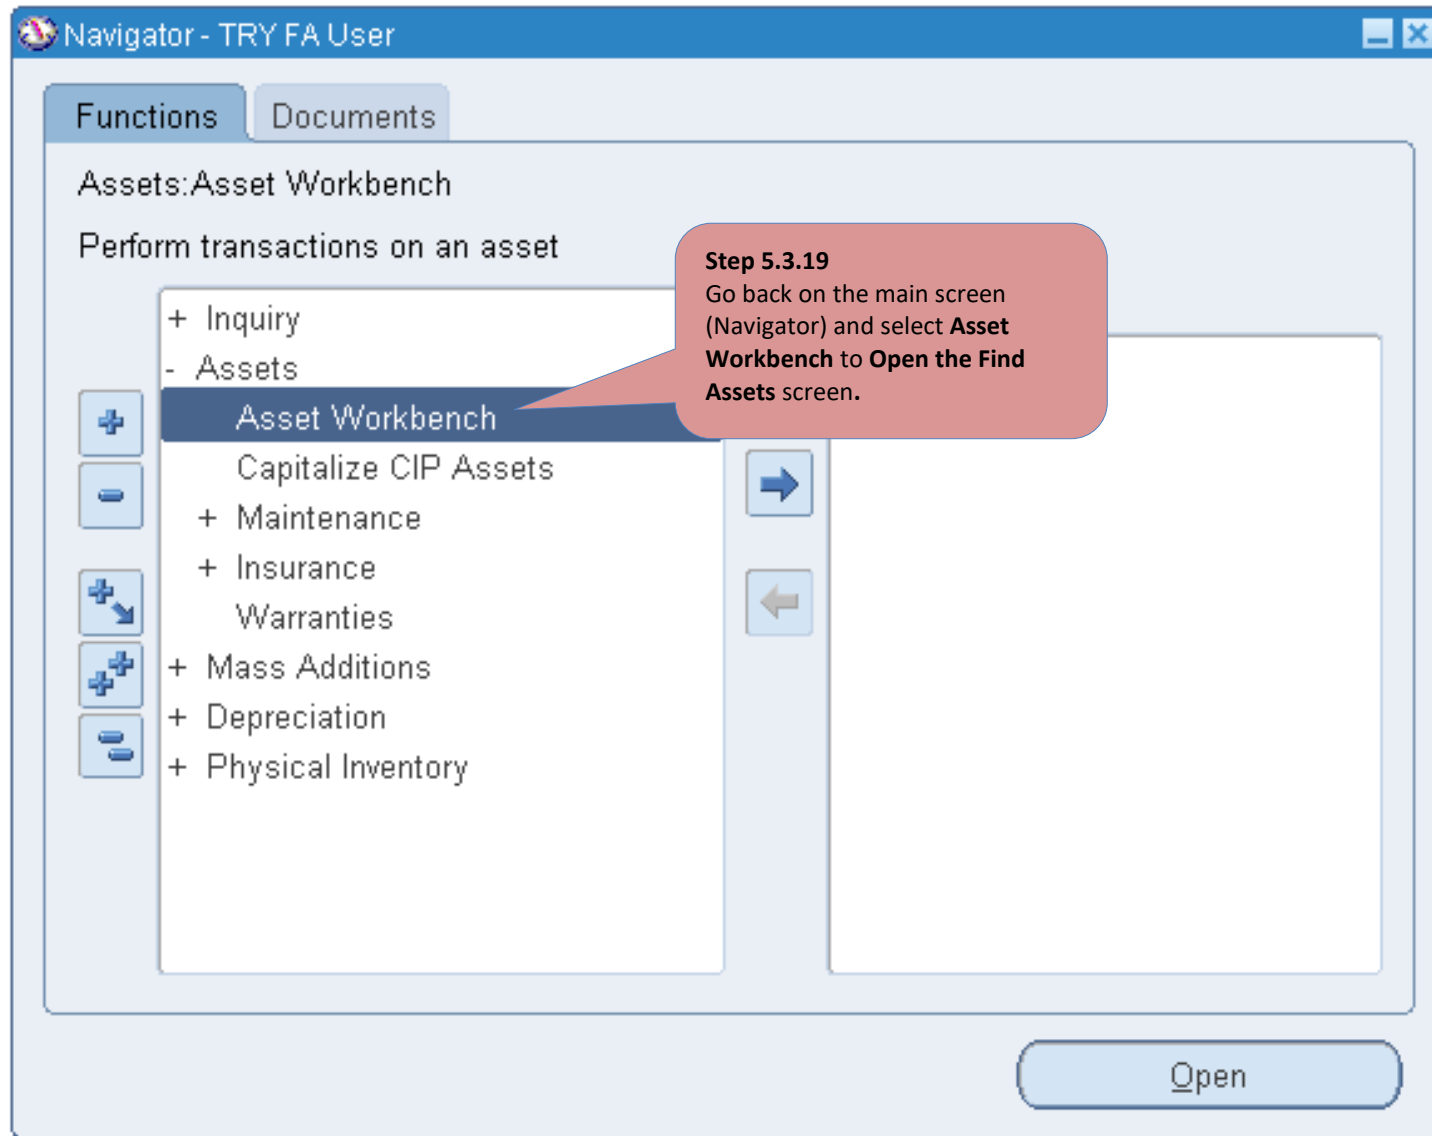 Navigator - TRY FA User
Functions
Documents
Assets:Asset Workbench
Perform transactions on an asset
Step 5.3.19
Go back on the main screen
(Navigator) and select Asset
Workbench to Open the Find
Assets screen.
+ Inquiry
- Assets
Asset Workbench
Capitalize CIP Assets
+ Maintenance
+ Insurance
Warranties
+ Mass Additions
+ Depreciation
+ Physical Inventory
Open